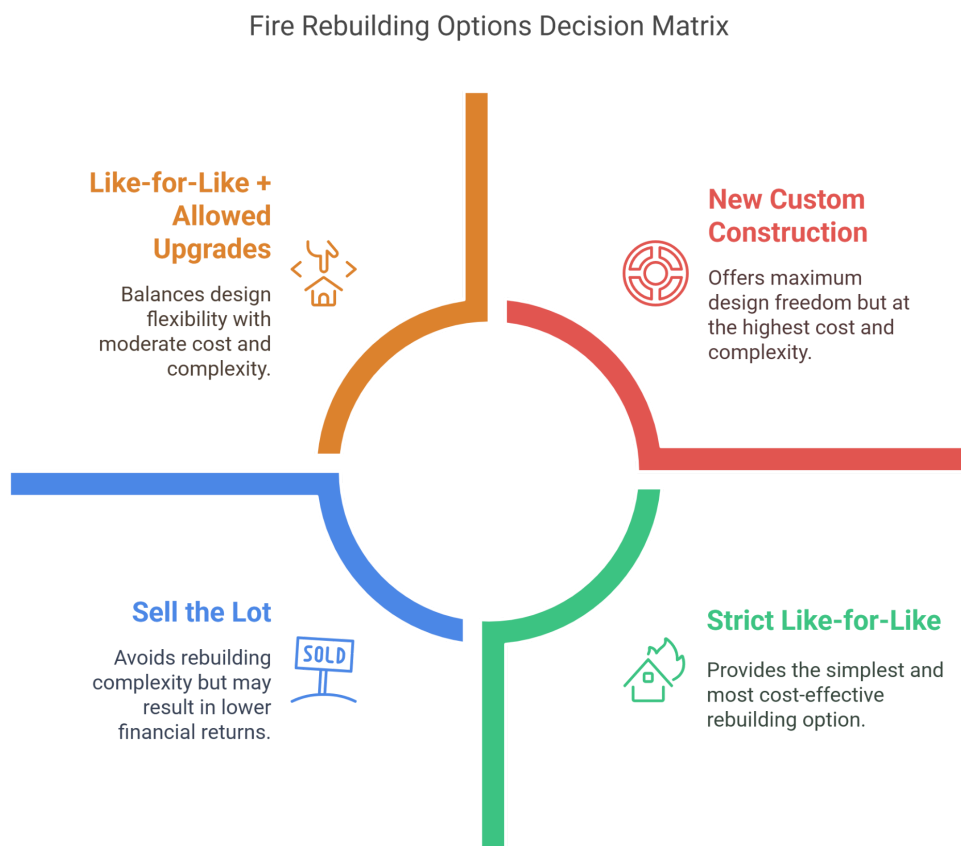 Fire Rebuilding Options Decision Matrix
Like-for-Like +
Allowed
Upgrades
Balances design
flexibility with
moderate cost and
complexity.
New Custom
Construction
Offers maximum
design freedom but at
the highest cost and
complexity.
Sell the Lot
Avoids rebuilding
complexity but may
result in lower
financial returns.
SOLD
Strict Like-for-Like
Provides the simplest and
most cost-effective
rebuilding option.